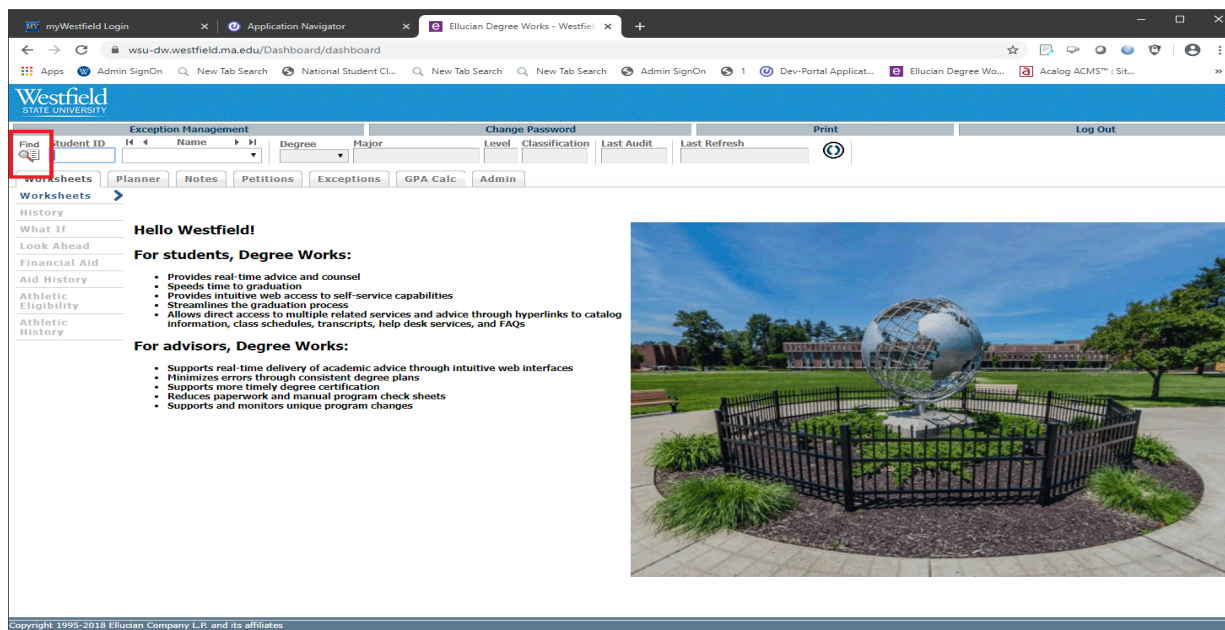 MY myWestfield Login
Application Navigator
e Ellucian Degree Works - Westfiel
wsu-dw.westfield.ma.edu/Dashboard/dashboard
Apps Admin SignOn New Tab Search National Student Cl... New Tab Search New Tab Search Admin SignOn 1 Dev-Portal Applicat... Ellucian Degree Wo... Acalog ACMS™ : Sit... »
Westfield
STATE UNIVERSITY
Exception Management Change Password Print Log Out
Find Student ID Name Degree Major Level Classification Last Audit Last Refresh
Worksheets Planner Notes Petitions Exceptions GPA Calc Admin
Worksheets
History
What If
Look Ahead
Financial Aid
Aid History
Athletic
Eligibility
Athletic
History
Hello Westfield!
For students, Degree Works:
• Provides real-time advice and counsel
• Speeds time to graduation
• Provides intuitive web access to self-service capabilities
• Streamlines the graduation process
• Allows direct access to multiple related services and advice through hyperlinks to catalog
information, class schedules, transcripts, help desk services, and FAQs
For advisors, Degree Works:
• Supports real-time delivery of academic advice through intuitive web interfaces
• Minimizes errors through consistent degree plans
• Supports more timely degree certification
• Reduces paperwork and manual program check sheets
• Supports and monitors unique program changes
Copyright 1995-2018 Ellucian Company L.P. and its affiliates